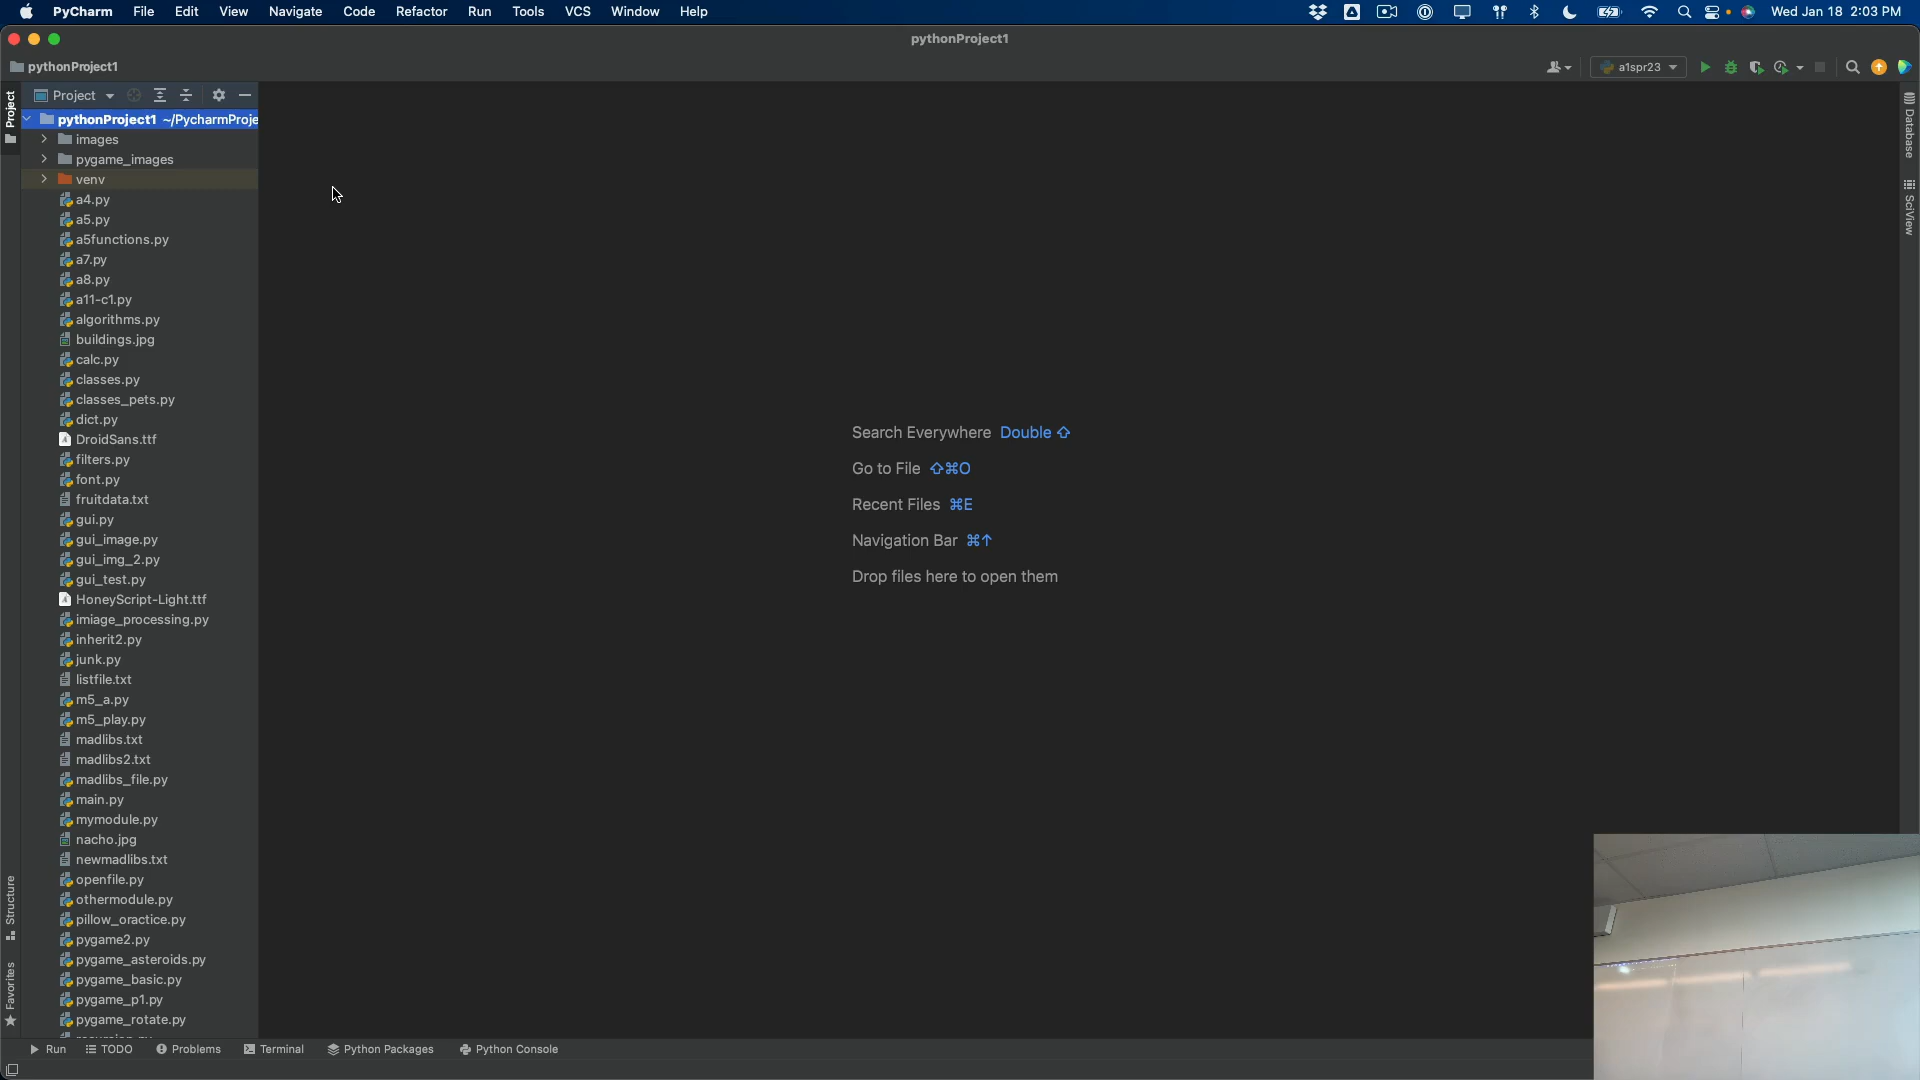 PyCharm File Edit View Navigate Code Refactor Run Tools VCS Window Help Wed Jan 18 2:03 PM
pythonProject1
pythonProject1 a1spr23
Project
pythonProject1 ~/PycharmProje
images
pygame_images
venv
a4.py
a5.py
a5functions.py
a7.py
a8.py
a11-c1.py
algorithms.py
buildings.jpg
calc.py
classes.py
classes_pets.py
dict.py
DroidSans.ttf
filters.py
font.py
fruitdata.txt
gui.py
gui_image.py
gui_img_2.py
gui_test.py
HoneyScript-Light.ttf
imiage_processing.py
inherit2.py
junk.py
listfile.txt
m5_a.py
m5_play.py
madlibs.txt
madlibs2.txt
madlibs_file.py
main.py
mymodule.py
nacho.jpg
newmadlibs.txt
openfile.py
othermodule.py
pillow_oractice.py
pygame2.py
pygame_asteroids.py
pygame_basic.py
pygame_p1.py
pygame_rotate.py
Project
Structure
Favorites
Search Everywhere Double ⇧
Go to File ⇧⌘O
Recent Files ⌘E
Navigation Bar ⌘↑
Drop files here to open them
Database
SciView
Run TODO Problems Terminal Python Packages Python Console